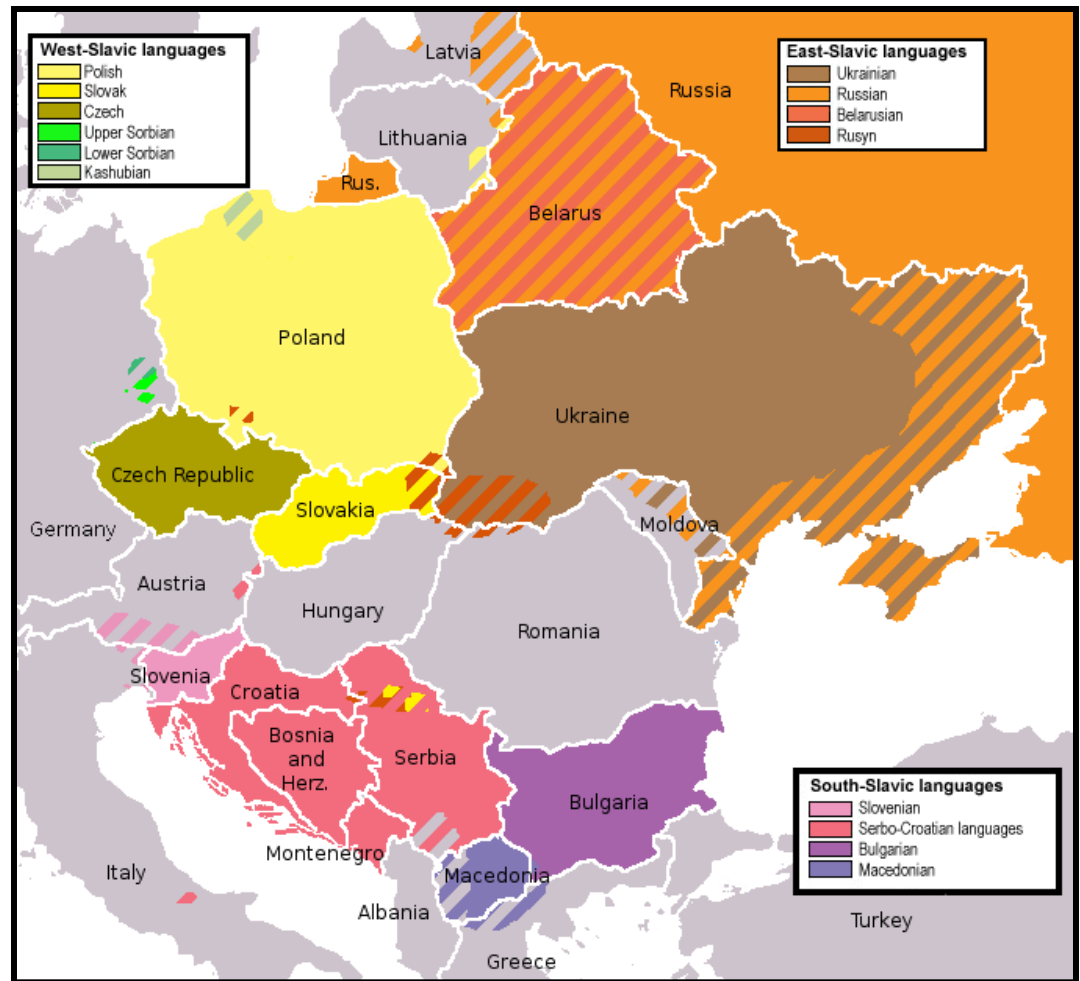 West-Slavic languages
Polish
Slovak
Czech
Upper Sorbian
Lower Sorbian
Kashubian
East-Slavic languages
Ukrainian
Russian
Belarusian
Rusyn
Latvia
Russia
Lithuania
Rus.
Belarus
Poland
Ukraine
Czech Republic
Slovakia
Germany
Moldova
Austria
Hungary
Romania
Slovenia
Croatia
Bosnia
and
Herz.
Serbia
Bulgaria
Montenegro
Italy
Macedonia
Albania
Turkey
Greece
South-Slavic languages
Slovenian
Serbo-Croatian languages
Bulgarian
Macedonian